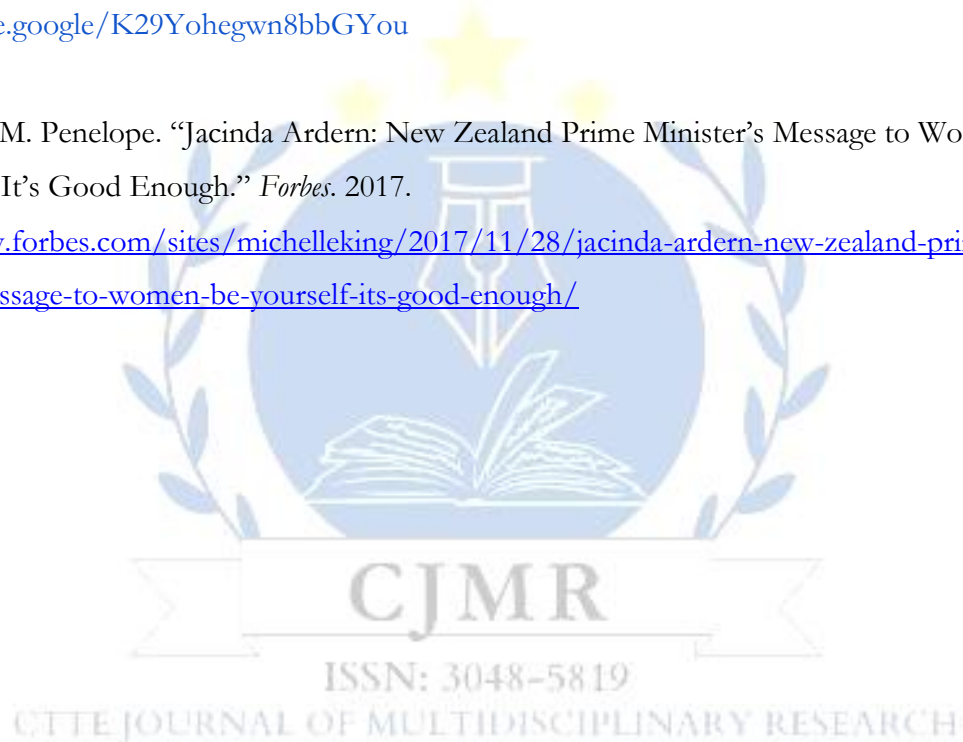 e.google/K29Yohegwn8bbGYou
M. Penelope. “Jacinda Ardern: New Zealand Prime Minister’s Message to Wo
It’s Good Enough.” Forbes. 2017.
.forbes.com/sites/michelleking/2017/11/28/jacinda-ardern-new-zealand-pri
ssage-to-women-be-yourself-its-good-enough/
CJMR
ISSN: 3048-5819
CTTE JOURNAL OF MULTIDISCIPLINARY RESEARCH